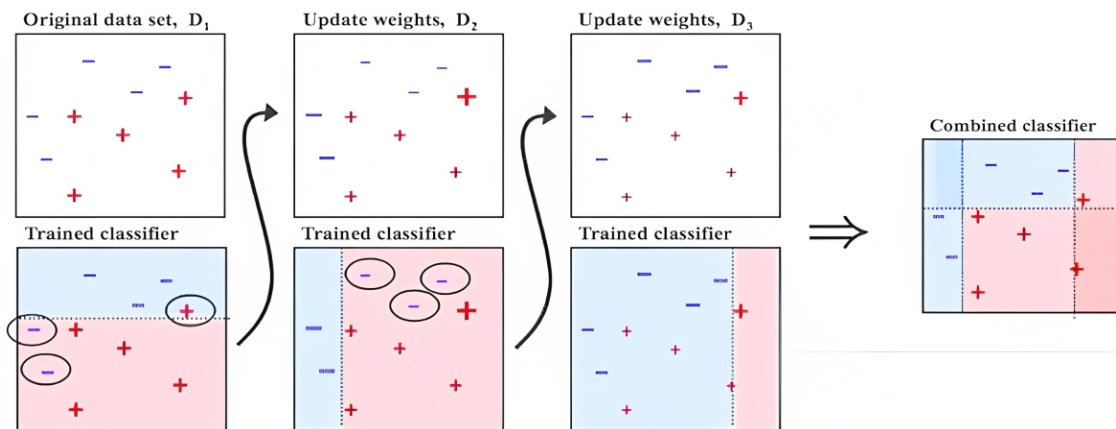 Original data set, D₁
Update weights, D₂
Update weights, D₃
Combined classifier
Trained classifier
Trained classifier
Trained classifier